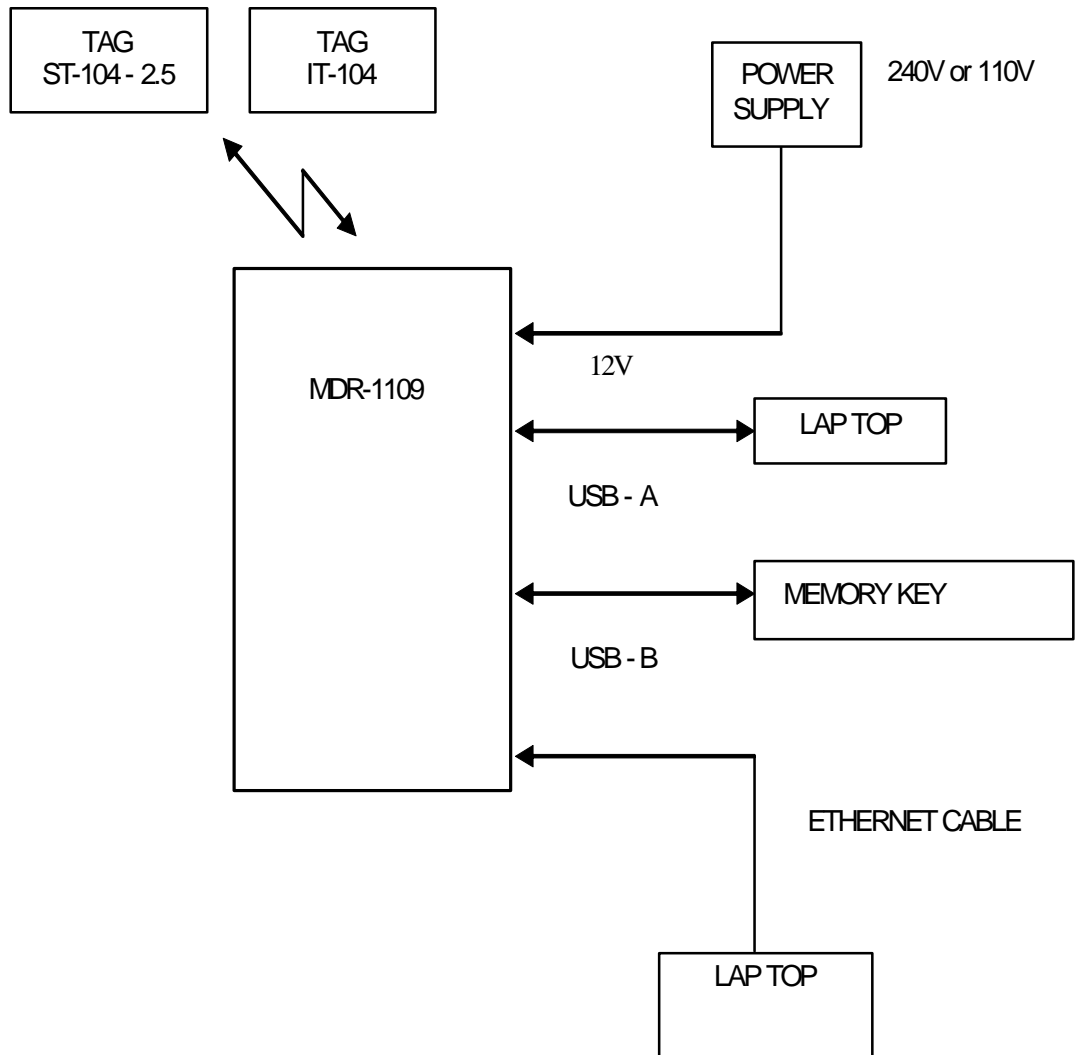 TAG
ST-104 - 2.5
TAG
IT-104
POWER
SUPPLY
240V or 110V
12V
MDR-1109
LAP TOP
USB - A
MEMORY KEY
USB - B
ETHERNET CABLE
LAP TOP